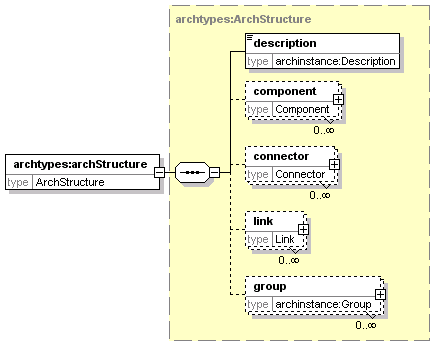 archtypes:ArchStructure
description
type archinstance:Description
component
type Component
0..∞
connector
type Connector
0..∞
archtypes:archStructure
type ArchStructure
link
type Link
0..∞
group
type archinstance:Group
0..∞